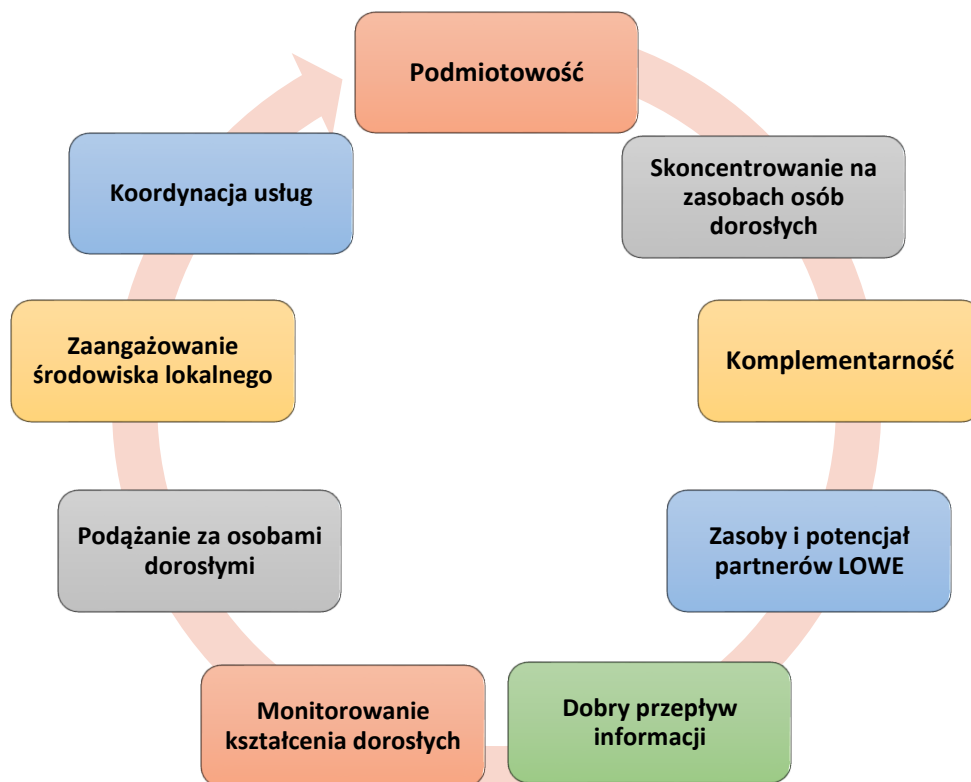 Podmiotowość
Skoncentrowanie na
zasobach osób
dorosłych
Komplementarność
Zasoby i potencjał
partnerów LOWE
Dobry przepływ
informacji
Monitorowanie
kształcenia dorosłych
Podążanie za osobami
dorosłymi
Zaangażowanie
środowiska lokalnego
Koordynacja usług